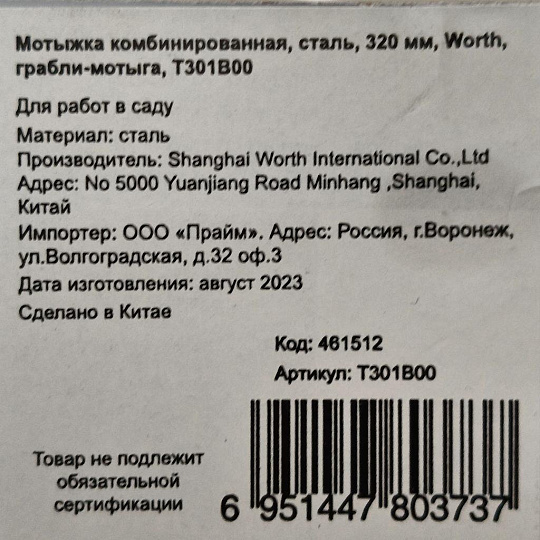 Мотыжка комбинированная, сталь, 320 мм, Worth,
грабли-мотыга, T301B00
Для работ в саду
Материал: сталь
Производитель: Shanghai Worth International Co.,Ltd
Адрес: No 5000 Yuanjiang Road Minhang ,Shanghai,
Китай
Импортер: ООО «Прайм». Адрес: Россия, г.Воронеж,
ул.Волгоградская, д.32 оф.3
Дата изготовления: август 2023
Сделано в Китае
Код: 461512
Артикул: T301B00
Товар не подлежит
обязательной
сертификации
6 951447 803737